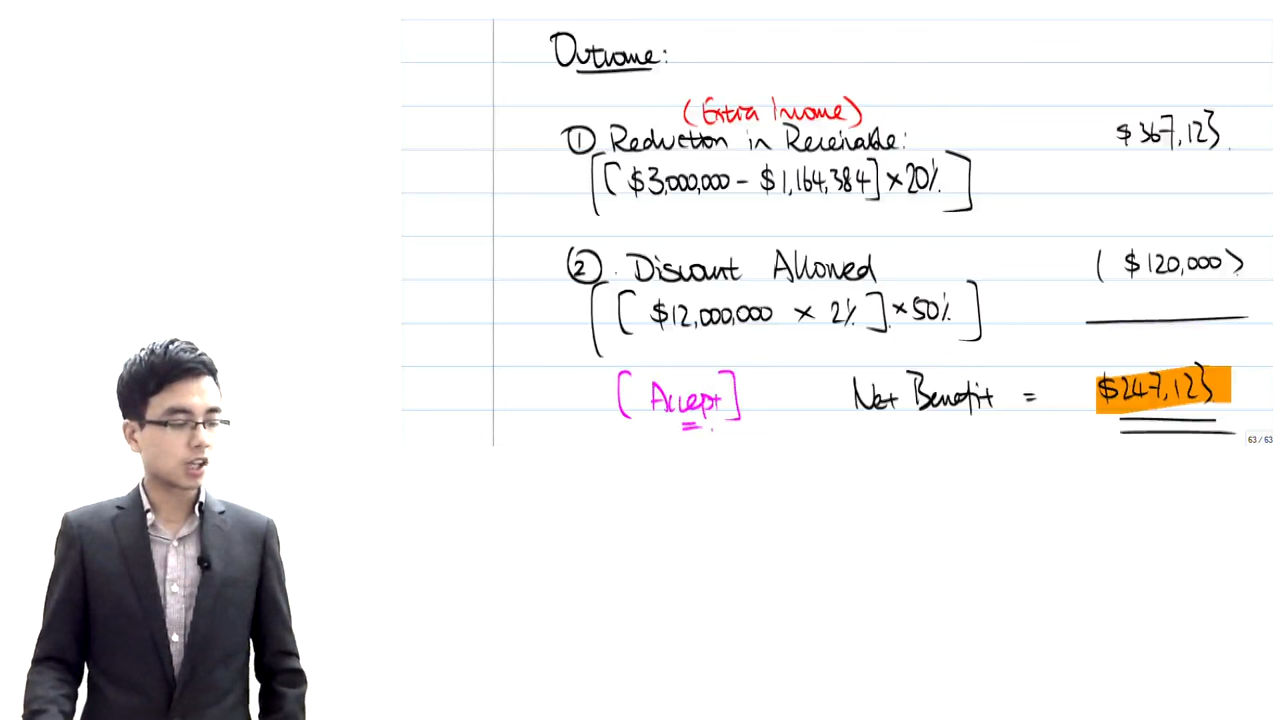 Outcome:
(Extra Income)
① Reduction in Receivable: $367,123
[[$3,000,000 - $1,164,384] × 20%]
② Discount Allowed ($120,000)
[[$12,000,000 × 2%] × 50%]
[Accept] Net Benefit = $247,123
63 / 63